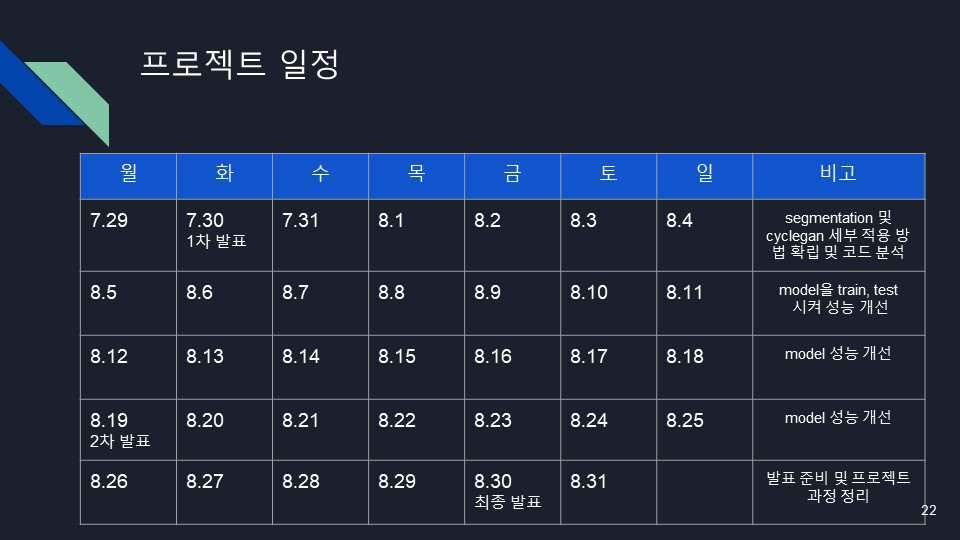 프로젝트 일정
월 화 수 목 금 토 일 비고
7.29 7.30 7.31 8.1 8.2 8.3 8.4 segmentation 및
1차 발표 cyclegan 세부 적용 방
법 확립 및 코드 분석
8.5 8.6 8.7 8.8 8.9 8.10 8.11 model을 train, test
시켜 성능 개선
8.12 8.13 8.14 8.15 8.16 8.17 8.18 model 성능 개선
8.19 8.20 8.21 8.22 8.23 8.24 8.25 model 성능 개선
2차 발표
8.26 8.27 8.28 8.29 8.30 8.31 발표 준비 및 프로젝트
최종 발표 과정 정리
22